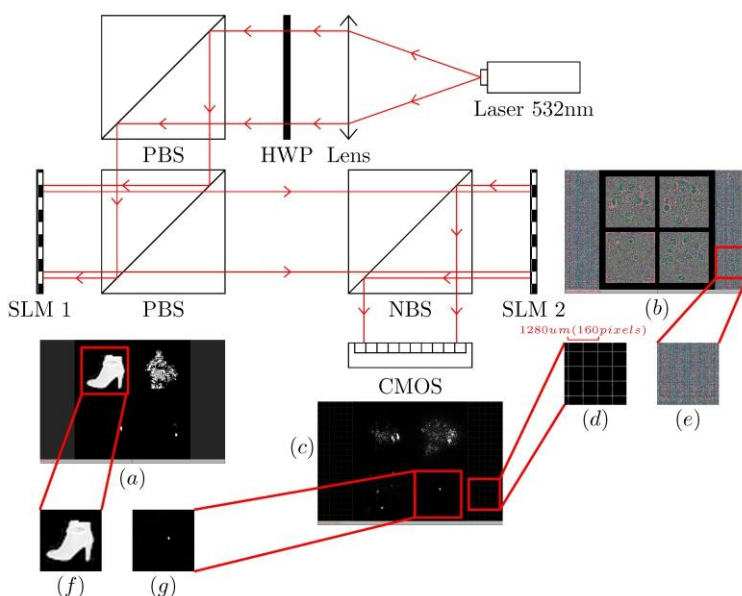 Laser 532nm
PBS
HWP
Lens
SLM 1
PBS
NBS
SLM 2
(b)
1280um(160pixels)
CMOS
(d)
(e)
(c)
(a)
(f)
(g)